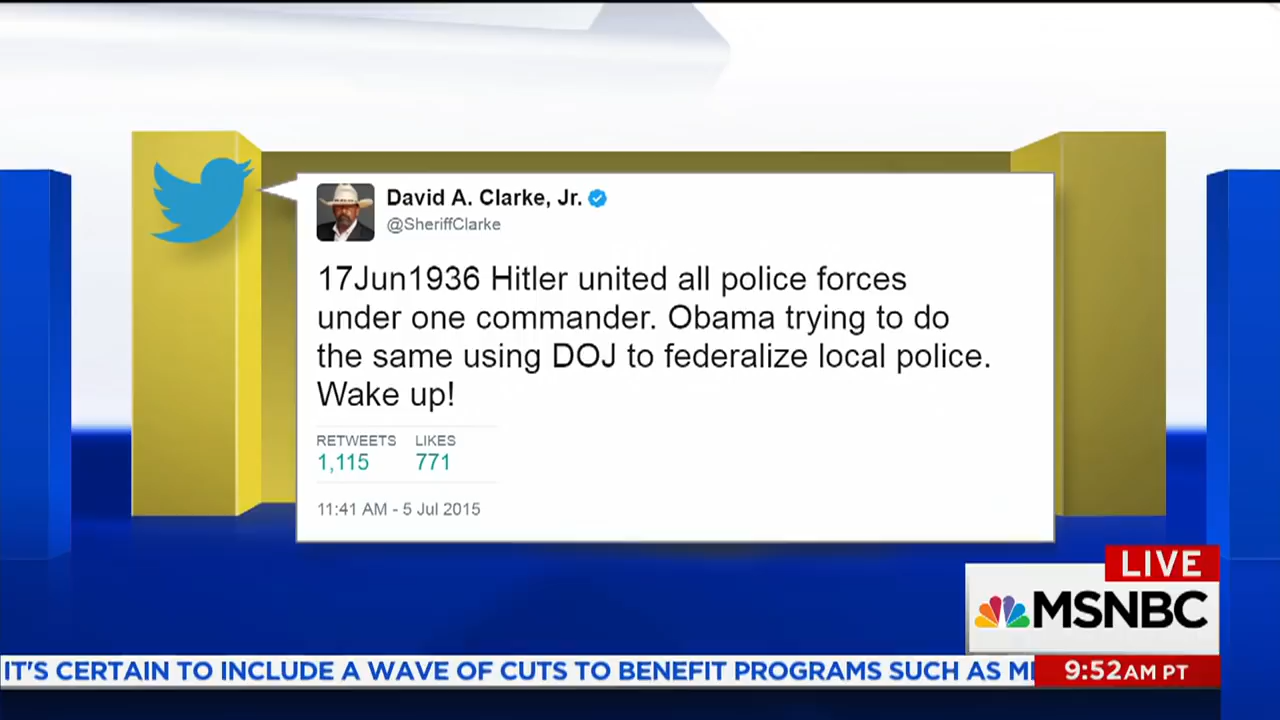 David A. Clarke, Jr.
@SheriffClarke
17Jun1936 Hitler united all police forces
under one commander. Obama trying to do
the same using DOJ to federalize local police.
Wake up!
RETWEETS LIKES
1,115 771
11:41 AM - 5 Jul 2015
LIVE
MSNBC
IT'S CERTAIN TO INCLUDE A WAVE OF CUTS TO BENEFIT PROGRAMS SUCH AS
9:52AM PT